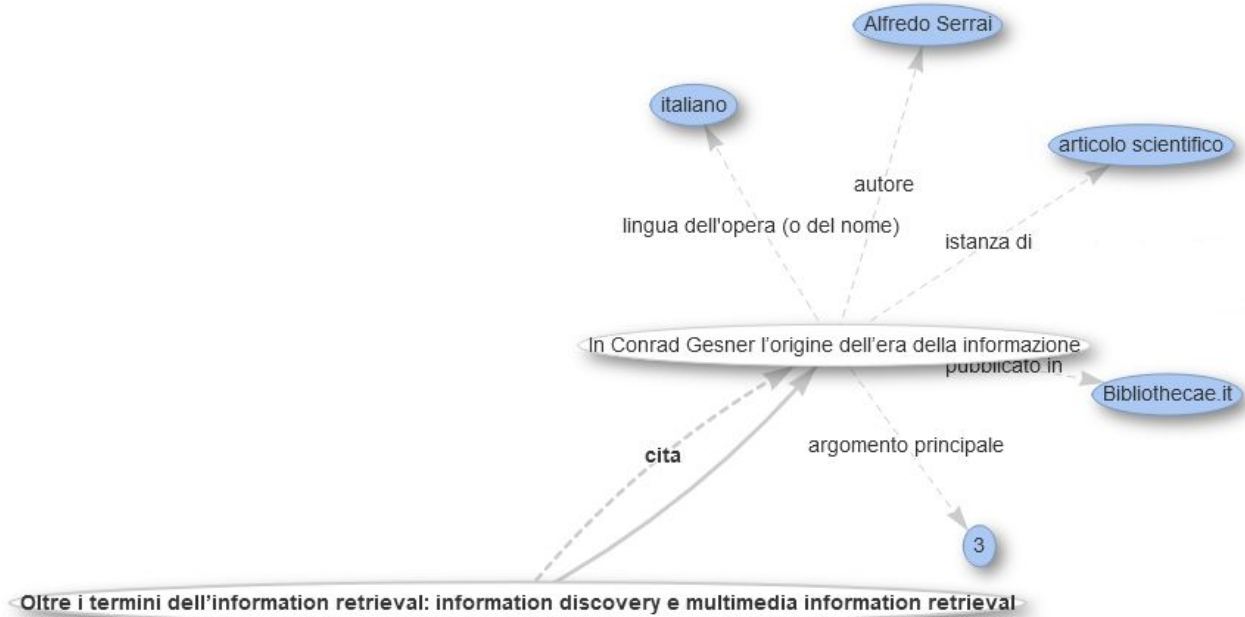 Alfredo Serrai
italiano
articolo scientifico
autore
lingua dell'opera (o del nome)
istanza di
In Conrad Gesner l’origine dell’era della informazione
pubblicato in
Bibliothecae.it
argomento principale
cita
3
Oltre i termini dell’information retrieval: information discovery e multimedia information retrieval